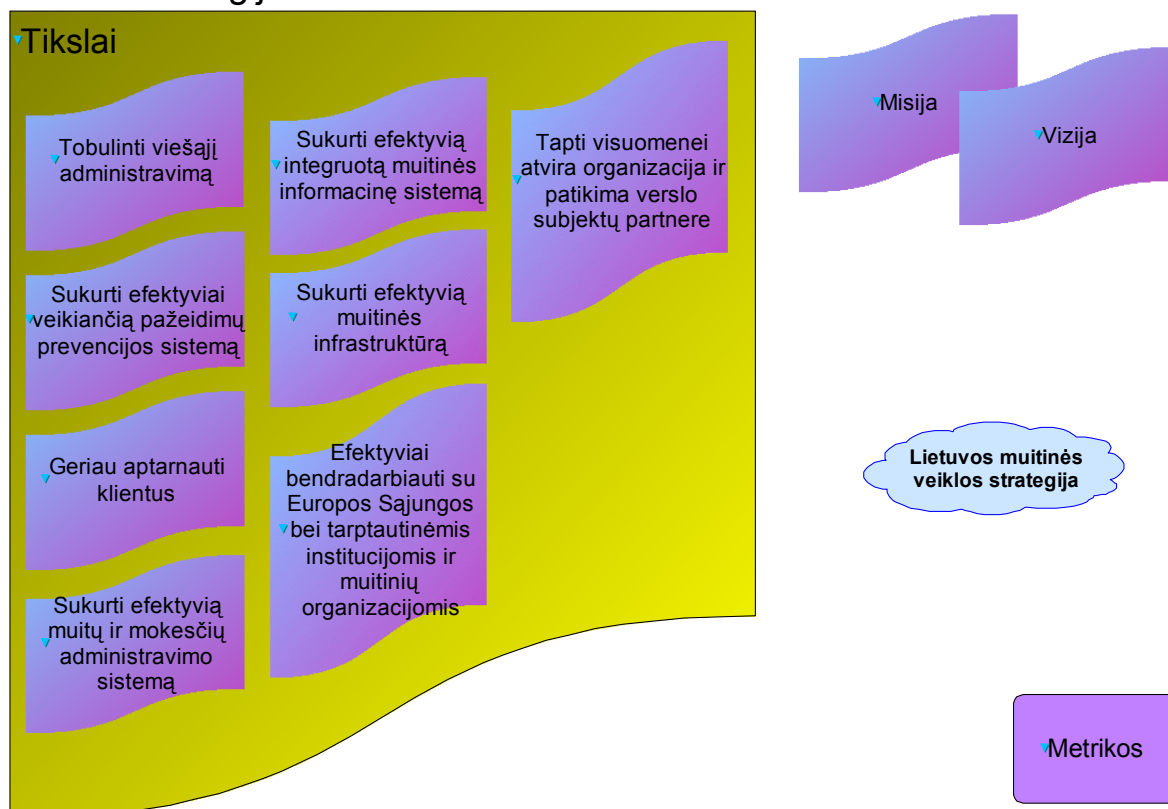 Tikslai
Tobulinti viešąjį
administravimą
Sukurti efektyviai
veikiančią pažeidimų
prevencijos sistemą
Geriau aptarnauti
klientus
Sukurti efektyvią
muitų ir mokesčių
administravimo
sistemą
Sukurti efektyvią
integruotą muitinės
informacinę sistemą
Sukurti efektyvią
muitinės
infrastruktūrą
Efektyviai
bendradarbiauti su
Europos Sąjungos
bei tarptautinėmis
institucijomis ir
muitinių
organizacijomis
Tapti visuomenei
atvira organizacija ir
patikima verslo
subjektų partnere
Misija
Vizija
Lietuvos muitinės
veiklos strategija
Metrikos